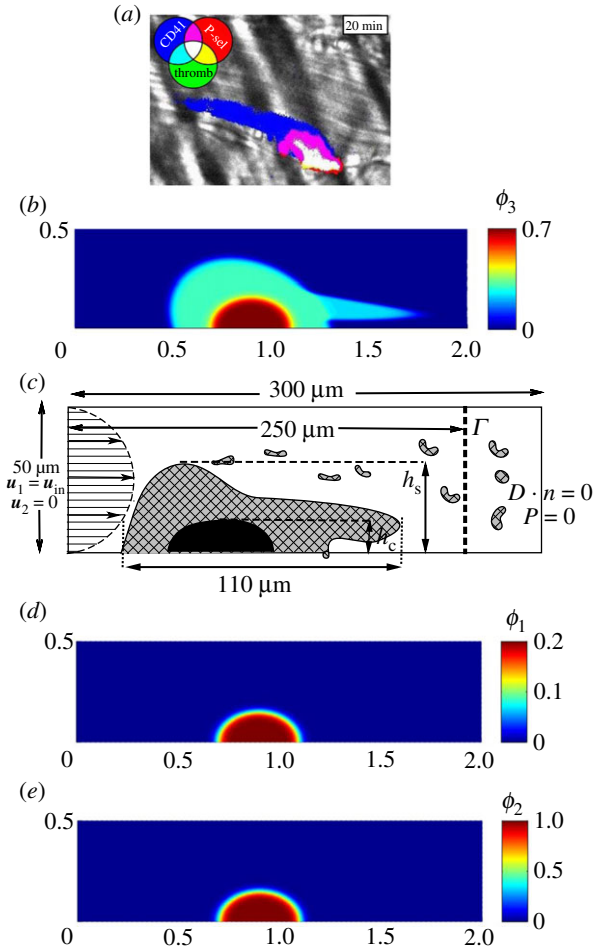 (a)
CD41
P-sel
thromb
20 min
(b)
ϕ3
0.5
0.7
0
0 0.5 1.0 1.5 2.0
(c)
300 μm
250 μm
Γ
50 μm
u1 = uin
u2 = 0
hs
D · n = 0
P = 0
hc
110 μm
(d)
ϕ1
0.5
0.2
0.1
0
0 0.5 1.0 1.5 2.0
(e)
ϕ2
0.5
1.0
0.5
0
0 0.5 1.0 1.5 2.0